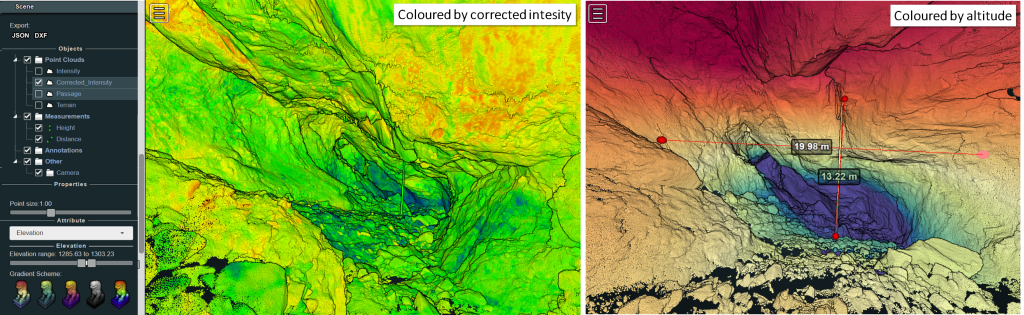 Scene
Export:
JSON DXF
Objects
Point Clouds
Intensity
Corrected_Intensity
Passage
Terrain
Measurements
Height
Distance
Annotations
Other
Camera
Properties
Point size:1.00
Attribute
Elevation
Elevation
Elevation range: 1285.63 to 1303.23
Gradient Scheme:
Coloured by corrected intesity
Coloured by altitude
19.98 m
13.22 m